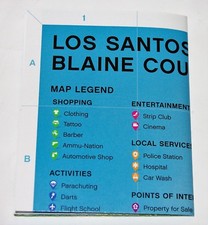 1
A
LOS SANTOS
BLAINE COU
MAP LEGEND
SHOPPING
Clothing
Tattoo
Barber
Ammu-Nation
Automotive Shop
ENTERTAINMENT
Strip Club
Cinema
LOCAL SERVICES
Police Station
Hospital
Car Wash
B
ACTIVITIES
Parachuting
Darts
Flight School
POINTS OF INTER
Property for Sale